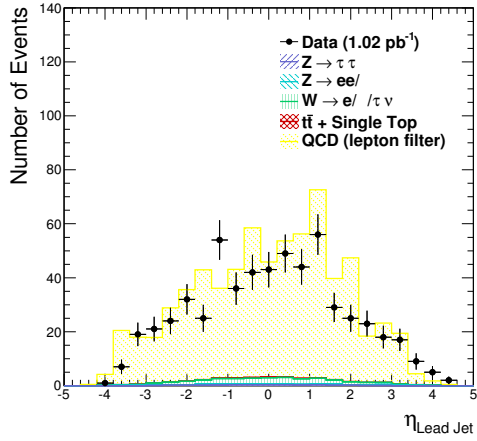 140
120
100
80
60
40
20
0
Number of Events
Data (1.02 pb⁻¹)
Z → τ τ
Z → ee/
W → e/ /τ ν
tt̄ + Single Top
QCD (lepton filter)
-5 -4 -3 -2 -1 0 1 2 3 4 5
η Lead Jet